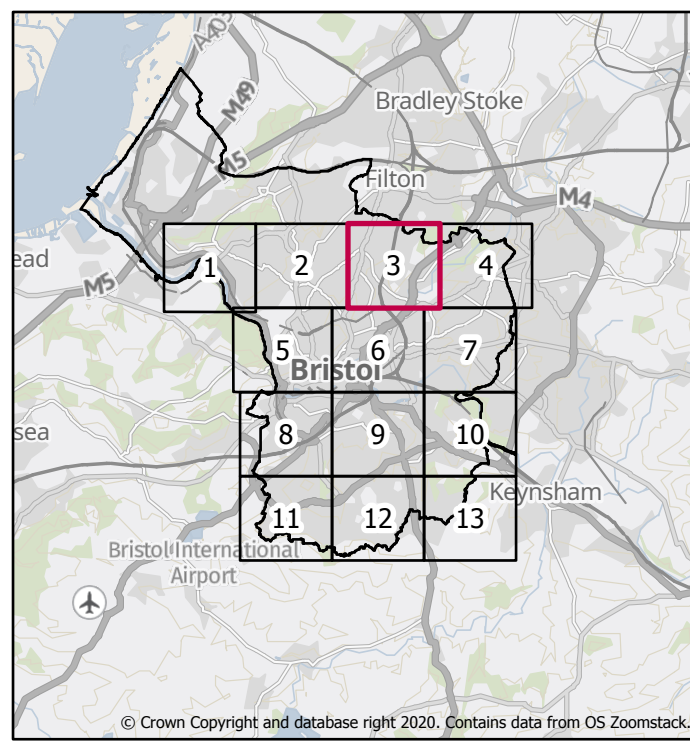 A403
M49
Bradley Stoke
M5
Filton
M4
ead
M5
1
2
3
4
5
6
7
Bristol
sea
8
9
10
Keynsham
11
12
13
Bristol International
Airport
© Crown Copyright and database right 2020. Contains data from OS Zoomstack.